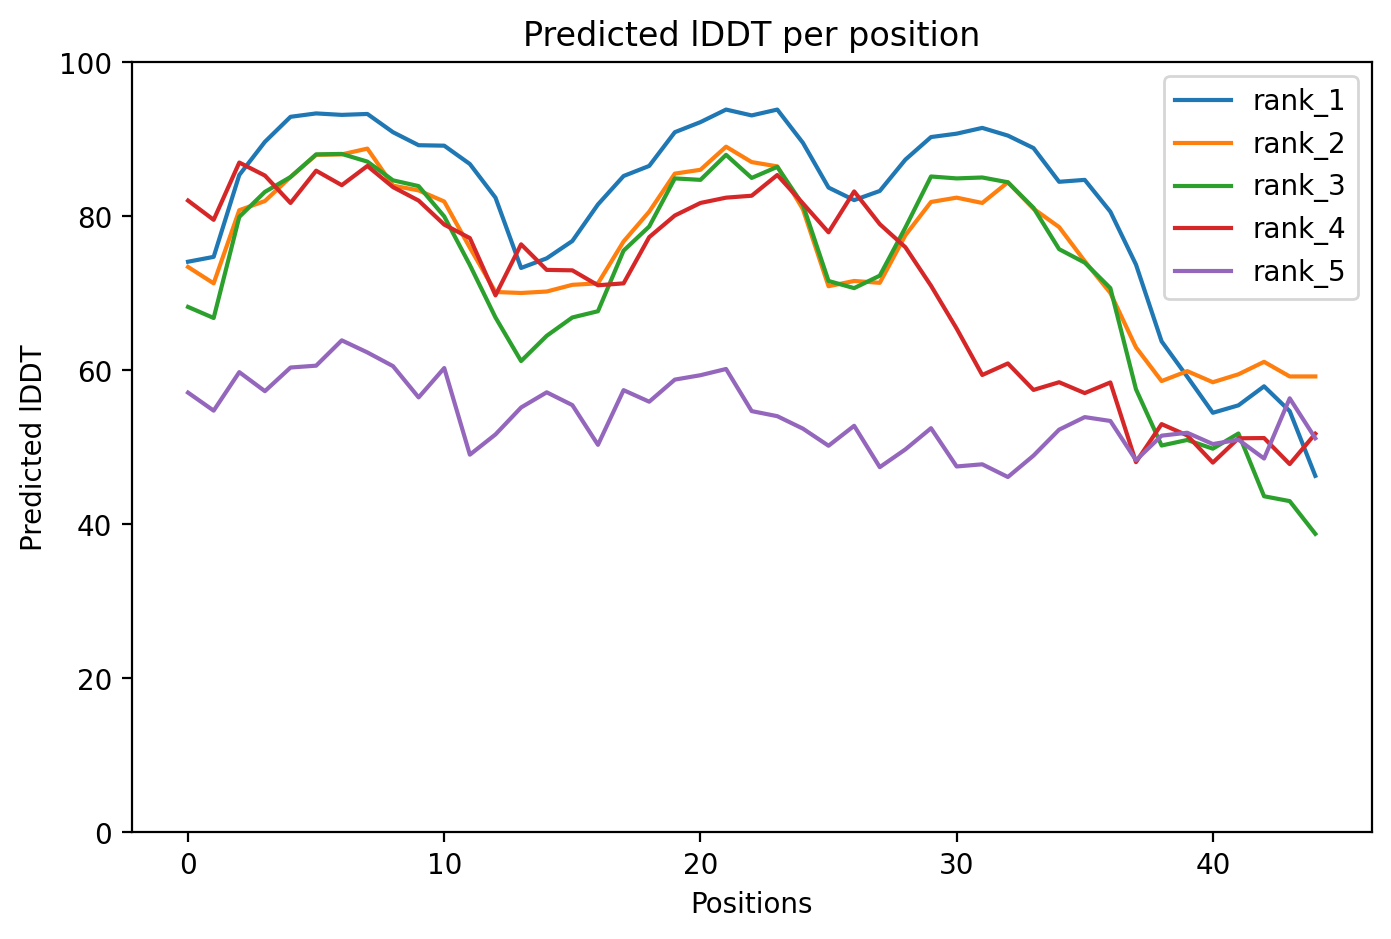 Predicted lDDT per position
100
80
60
40
20
0
Predicted lDDT
0 10 20 30 40
Positions
rank_1
rank_2
rank_3
rank_4
rank_5